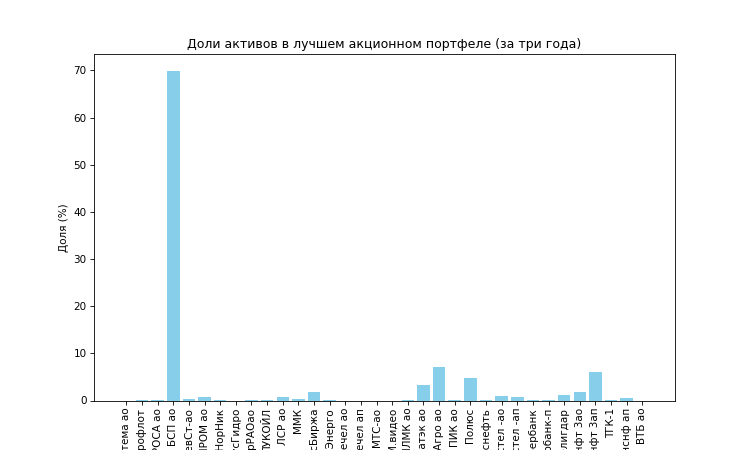 Доли активов в лучшем акционном портфеле (за три года)
Доля (%)
70
60
50
40
30
20
10
0
тема ао
рофлот
РОСА ао
БСП ао
евСт-ао
ПРОМ ао
НорНик
сГидро
рРАОао
ЛУКОЙЛ
ЛСР ао
ММК
сБиржа
Энерго
ечел ао
ечел ап
МТС-ао
М.видео
ЛМК ао
атэк ао
Агро ао
ПИК ао
Полюс
снефть
стел -ао
стел -ап
ербанк
рбанк-п
лигдар
нфт 3ао
нфт 3ап
ТГК-1
нснф ап
ВТБ ао